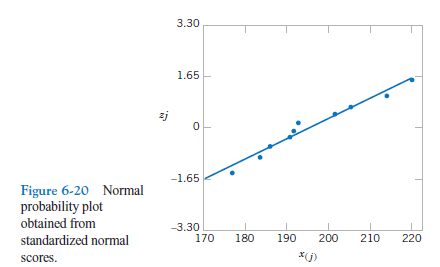 3.30
1.65
zj
0
–1.65
–3.30
170 180 190 200 210 220
x(j)
Figure 6-20 Normal
probability plot
obtained from
standardized normal
scores.